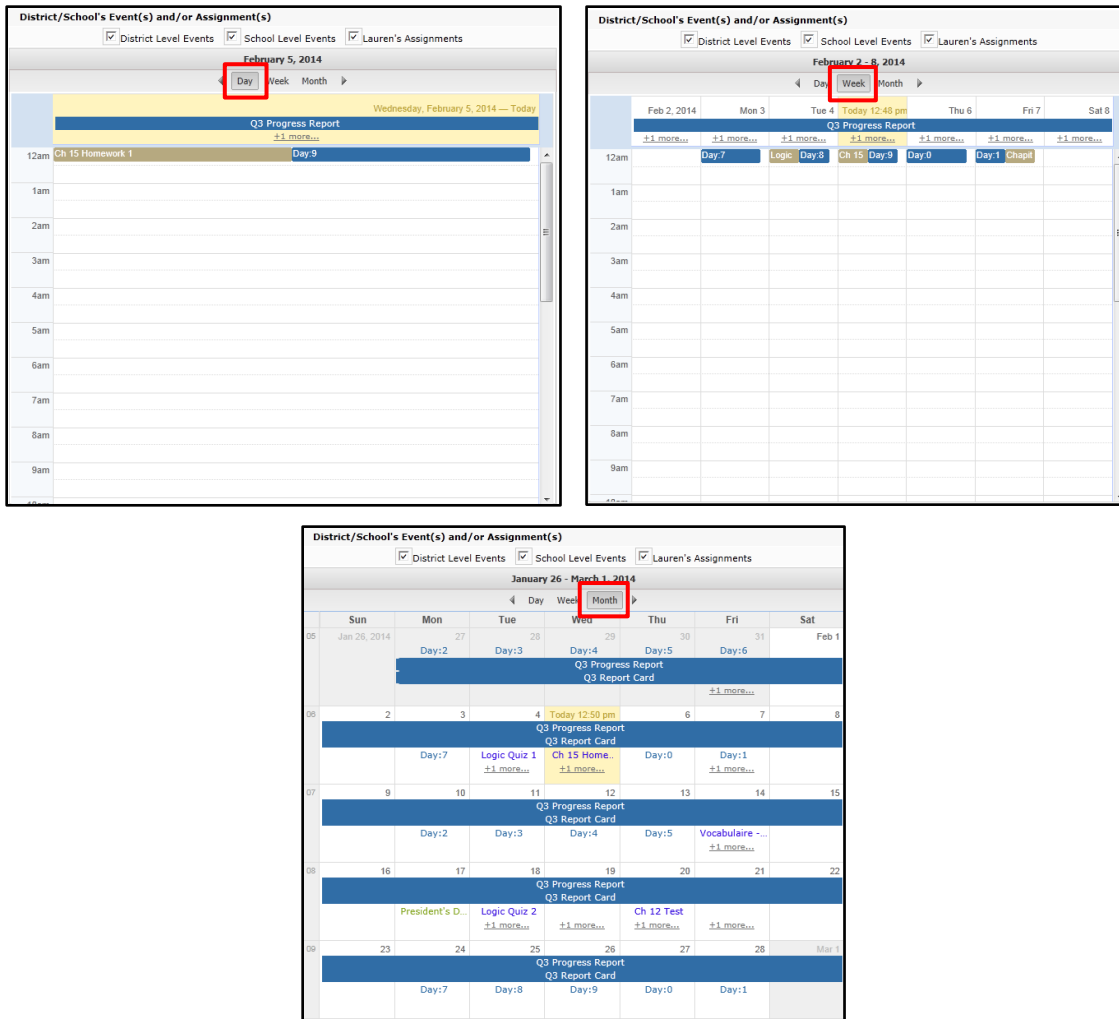 District/School's Event(s) and/or Assignment(s)
District Level Events School Level Events Lauren's Assignments
February 5, 2014
Day Week Month
Wednesday, February 5, 2014 — Today
Q3 Progress Report
+1 more...
12am Ch 15 Homework 1 Day:9
1am
2am
3am
4am
5am
6am
7am
8am
9am
10am
District/School's Event(s) and/or Assignment(s)
District Level Events School Level Events Lauren's Assignments
February 2 - 8, 2014
Day Week Month
Feb 2, 2014 Mon 3 Tue 4 Today 12:48 pm Thu 6 Fri 7 Sat 8
Q3 Progress Report
+1 more... +1 more... +1 more... +1 more... +1 more... +1 more... +1 more...
12am Day:7 Logic Day:8 Ch 15 Day:9 Day:0 Day:1 Chapit
1am
2am
3am
4am
5am
6am
7am
8am
9am
10am
District/School's Event(s) and/or Assignment(s)
District Level Events School Level Events Lauren's Assignments
January 26 - March 1, 2014
Day Week Month
Sun Mon Tue Wed Thu Fri Sat
05 Jan 26, 2014 27 28 29 30 31 Feb 1
Day:2 Day:3 Day:4 Day:5 Day:6
Q3 Progress Report
Q3 Report Card
+1 more...
06 2 3 4 Today 12:50 pm 6 7 8
Q3 Progress Report
Q3 Report Card
Day:7 Logic Quiz 1 Ch 15 Home.. Day:0 Day:1
+1 more... +1 more... +1 more...
07 9 10 11 12 13 14 15
Q3 Progress Report
Q3 Report Card
Day:2 Day:3 Day:4 Day:5 Vocabulaire -...
+1 more...
08 16 17 18 19 20 21 22
Q3 Progress Report
Q3 Report Card
President's D.. Logic Quiz 2 Ch 12 Test
+1 more... +1 more... +1 more... +1 more...
09 23 24 25 26 27 28 Mar 1
Q3 Progress Report
Q3 Report Card
Day:7 Day:8 Day:9 Day:0 Day:1